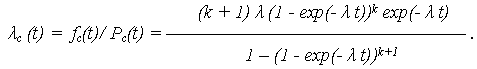 λc (t) = fc(t)/ Pc(t) = (k + 1) λ (1 - exp(- λ t))^k exp(- λ t) / 1 – (1 - exp(- λ t))^k+1 .